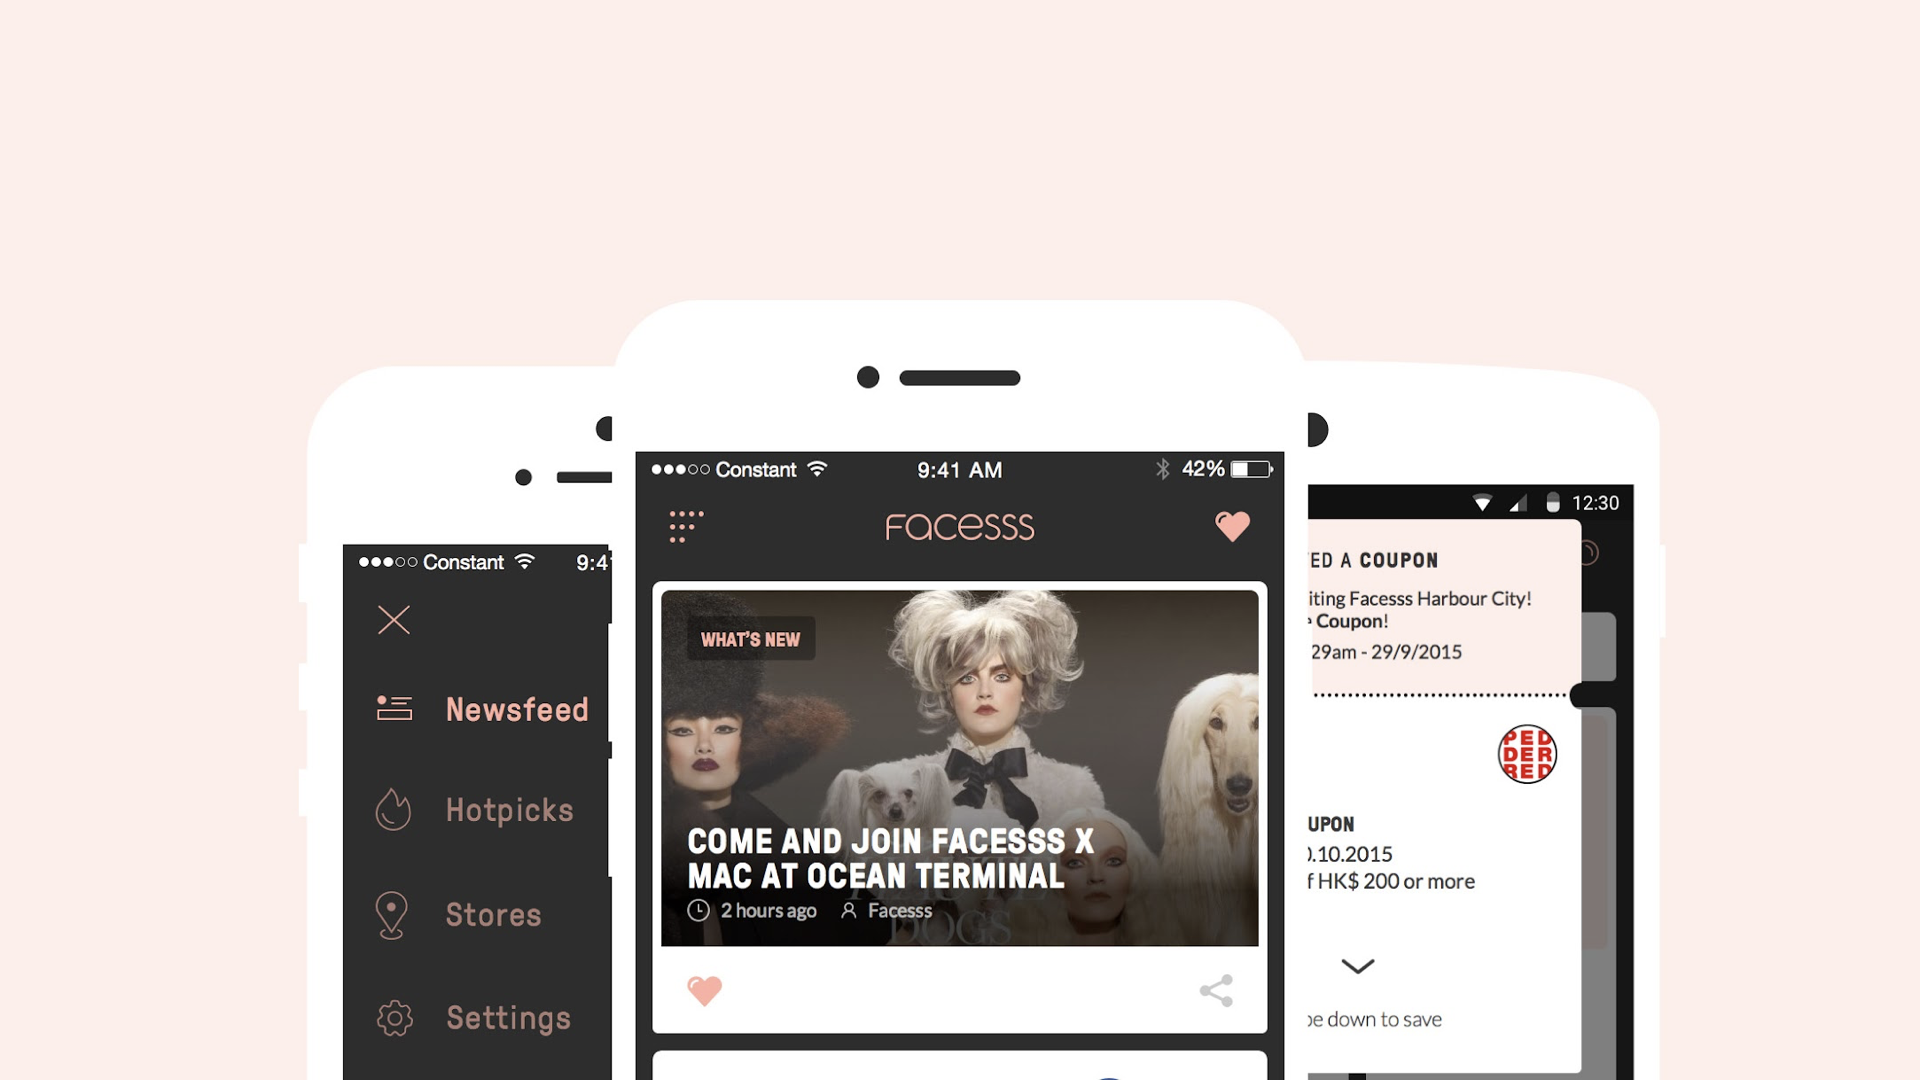 Constant
9:4
Newsfeed
Hotpicks
Stores
Settings
Constant
9:41 AM
42%
Facesss
WHAT'S NEW
COME AND JOIN FACESSS X
MAC AT OCEAN TERMINAL
2 hours ago
Facesss
DOGS
12:30
ED A COUPON
iting Facesss Harbour City!
Coupon!
29am - 29/9/2015
PED
DER
RED
UPON
.10.2015
f HK$ 200 or more
e down to save